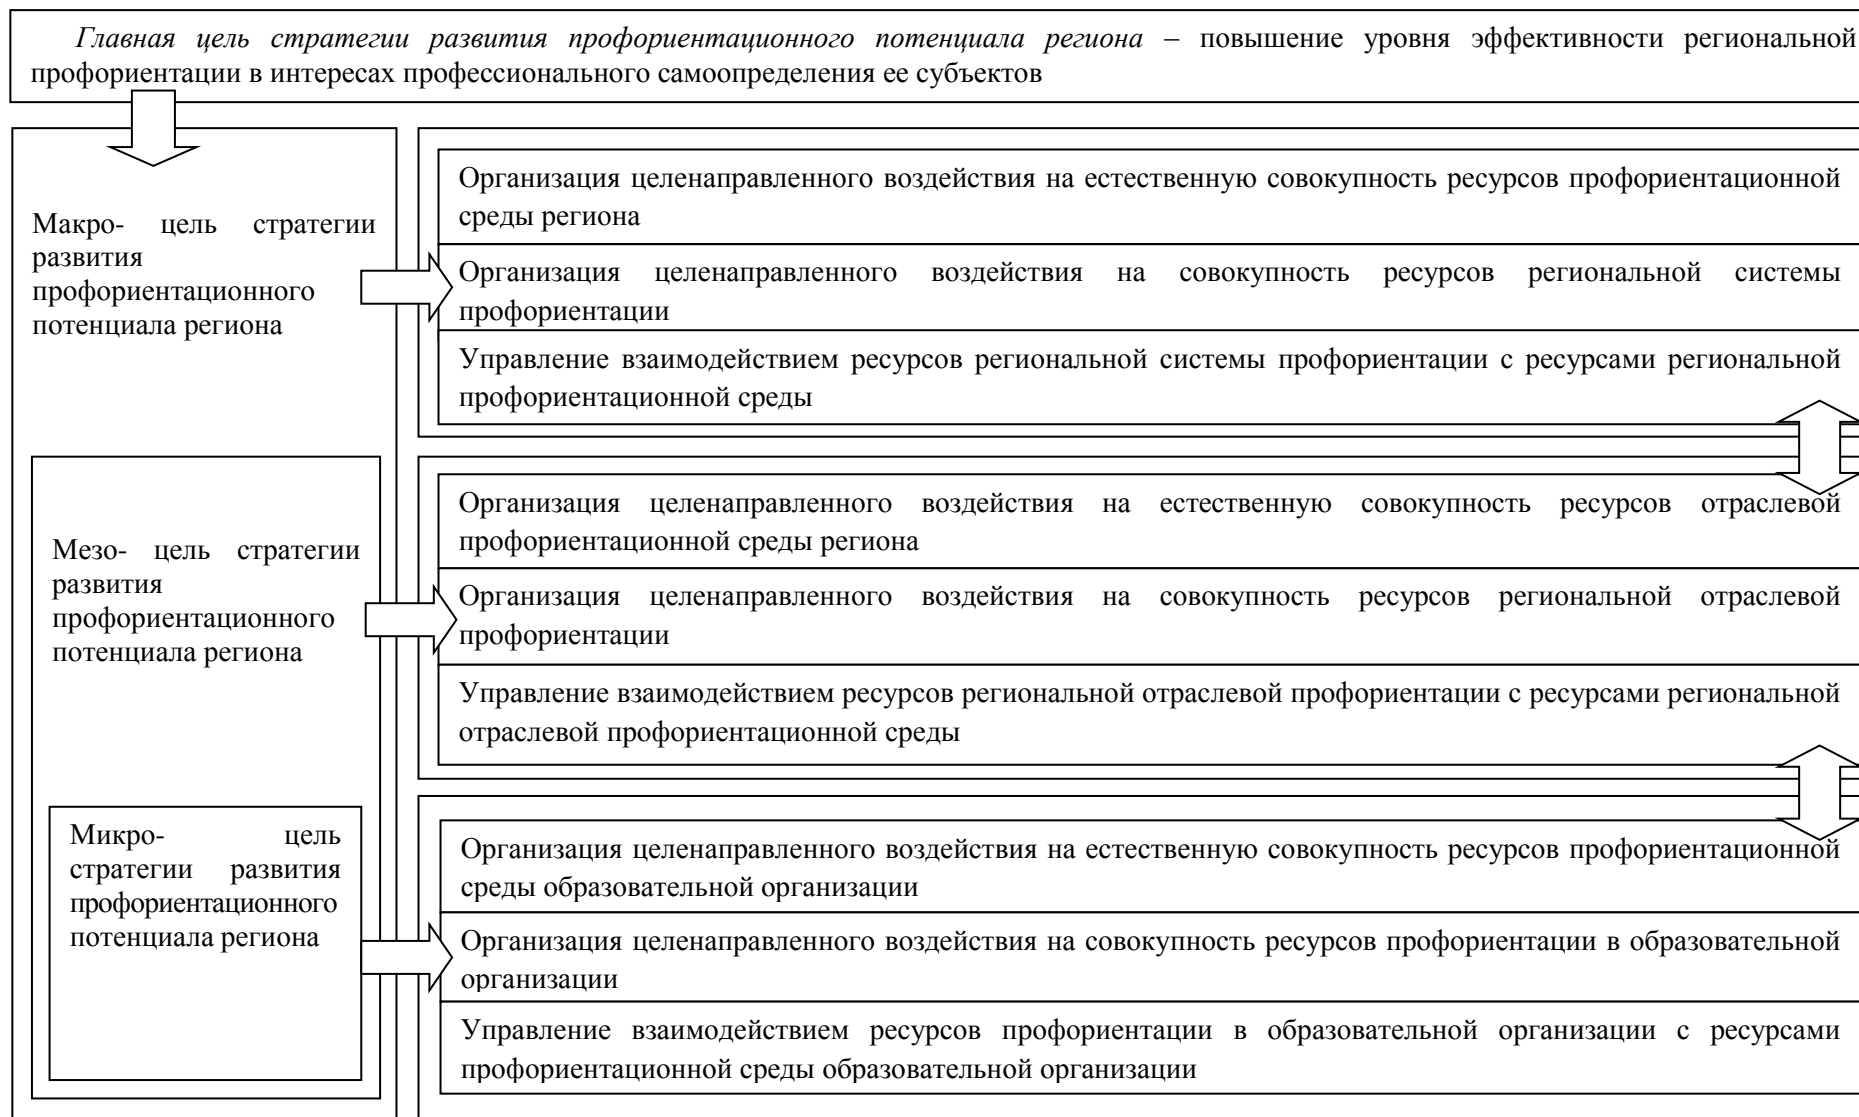 Главная цель стратегии развития профориентационного потенциала региона – повышение уровня эффективности региональной
профориентации в интересах профессионального самоопределения ее субъектов
Макро- цель стратегии
развития
профориентационного
потенциала региона
Организация целенаправленного воздействия на естественную совокупность ресурсов профориентационной
среды региона
Организация целенаправленного воздействия на совокупность ресурсов региональной системы
профориентации
Управление взаимодействием ресурсов региональной системы профориентации с ресурсами региональной
профориентационной среды
Мезо- цель стратегии
развития
профориентационного
потенциала региона
Организация целенаправленного воздействия на естественную совокупность ресурсов отраслевой
профориентационной среды региона
Организация целенаправленного воздействия на совокупность ресурсов региональной отраслевой
профориентации
Управление взаимодействием ресурсов региональной отраслевой профориентации с ресурсами региональной
отраслевой профориентационной среды
Микро- цель
стратегии развития
профориентационного
потенциала региона
Организация целенаправленного воздействия на естественную совокупность ресурсов профориентационной
среды образовательной организации
Организация целенаправленного воздействия на совокупность ресурсов профориентации в образовательной
организации
Управление взаимодействием ресурсов профориентации в образовательной организации с ресурсами
профориентационной среды образовательной организации